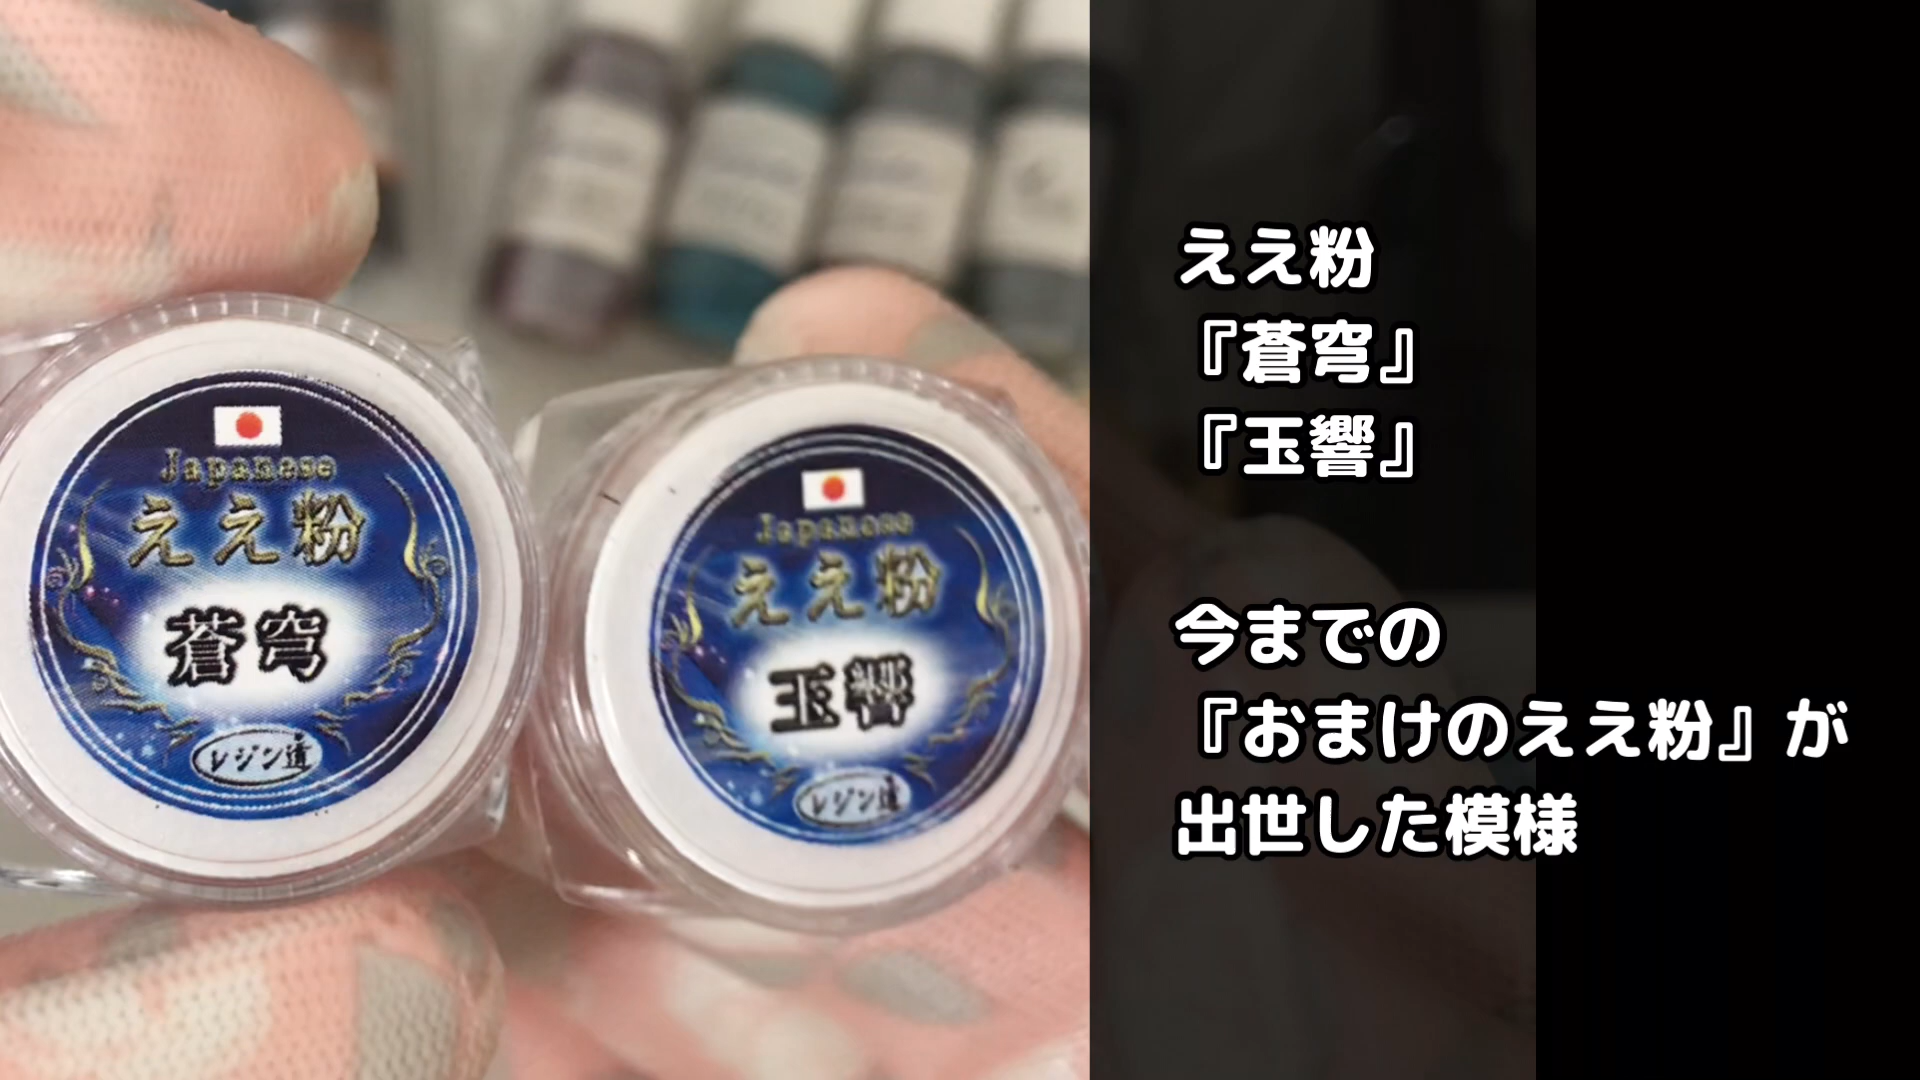 Japanese
ええ粉
蒼穹
レジン道
Japanese
ええ粉
玉響
レジン道
ええ粉
『蒼穹』
『玉響』
今までの
『おまけのええ粉』が
出世した模様